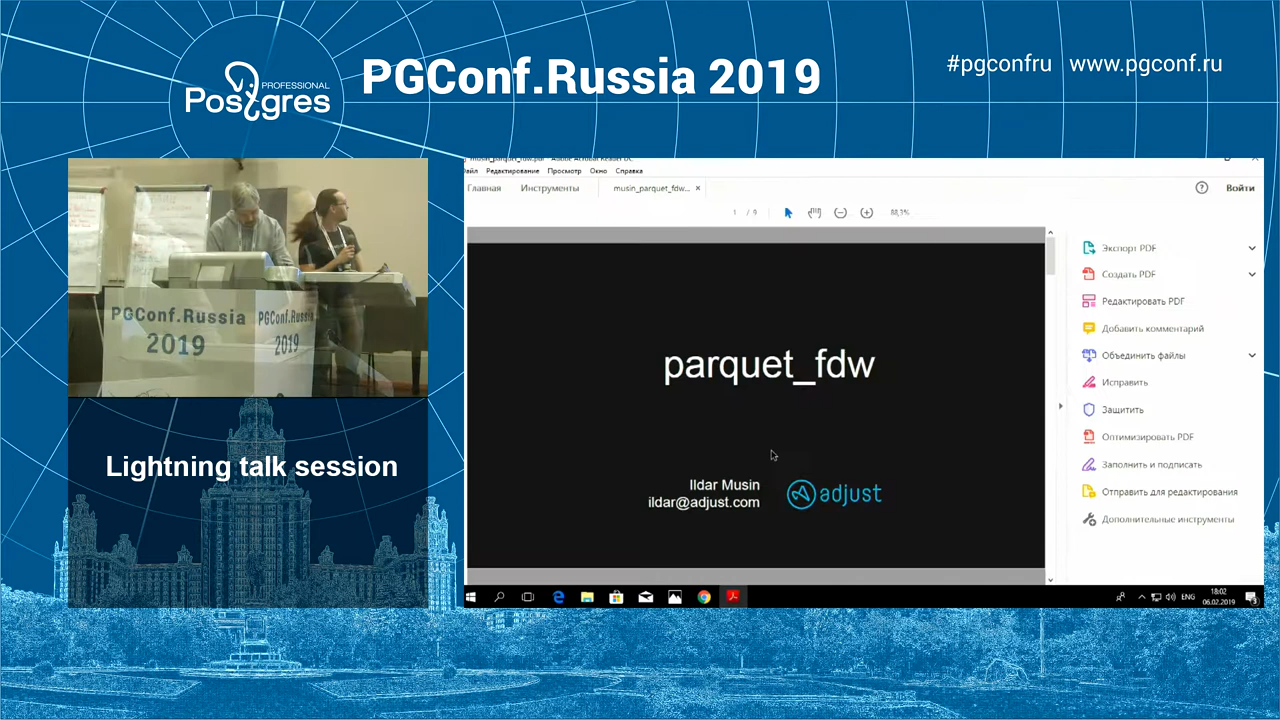 PROFESSIONAL
Postgres
PGConf.Russia 2019
#pgconfru www.pgconf.ru
PGConf.Russia
2019
PGConf.Russia
2019
Lightning talk session
musin_parquet_fdw.pdf - Adobe Acrobat Reader DC
Файл Редактирование Просмотр Окно Справка
Главная Инструменты musin_parquet_fdw... × Войти
1 / 9 88,3%
parquet_fdw
Ildar Musin
ildar@adjust.com
adjust
Экспорт PDF
Создать PDF
Редактировать PDF
Добавить комментарий
Объединить файлы
Исправить
Защитить
Оптимизировать PDF
Заполнить и подписать
Отправить для редактирования
Дополнительные инструменты
ENG
18:02
06.02.2019